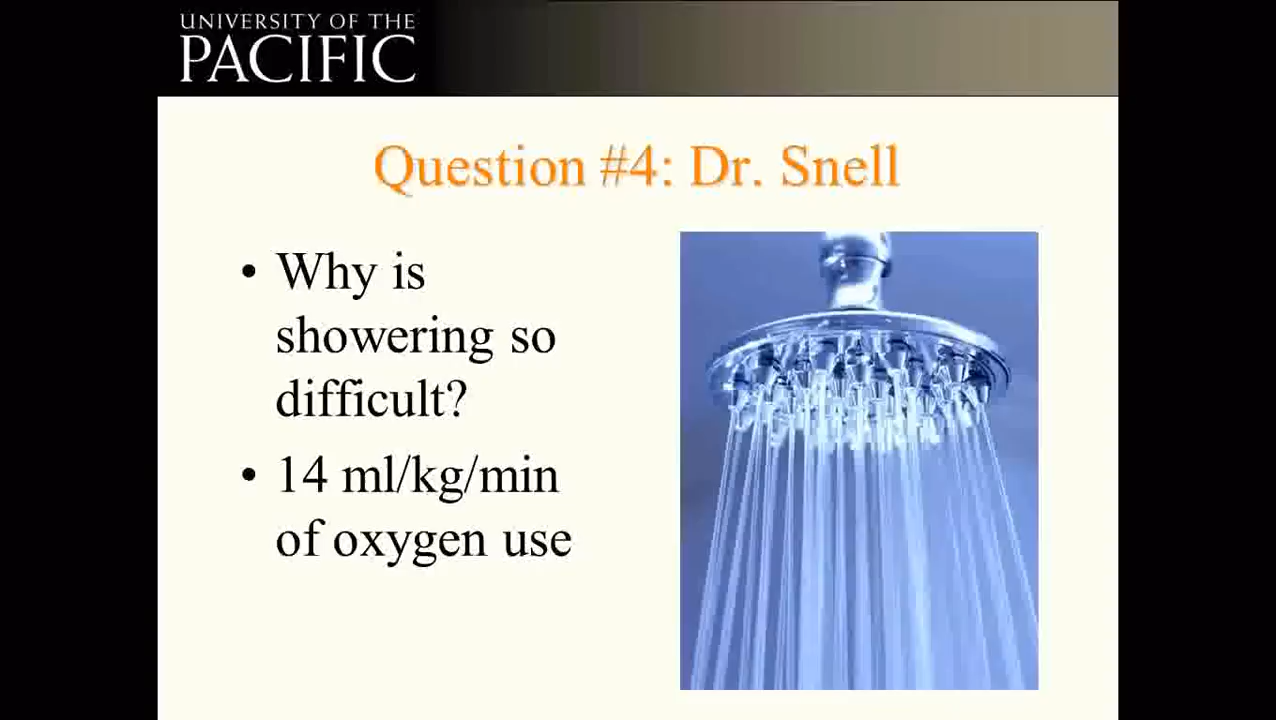 UNIVERSITY OF THE
PACIFIC
Question #4: Dr. Snell
• Why is
showering so
difficult?
• 14 ml/kg/min
of oxygen use